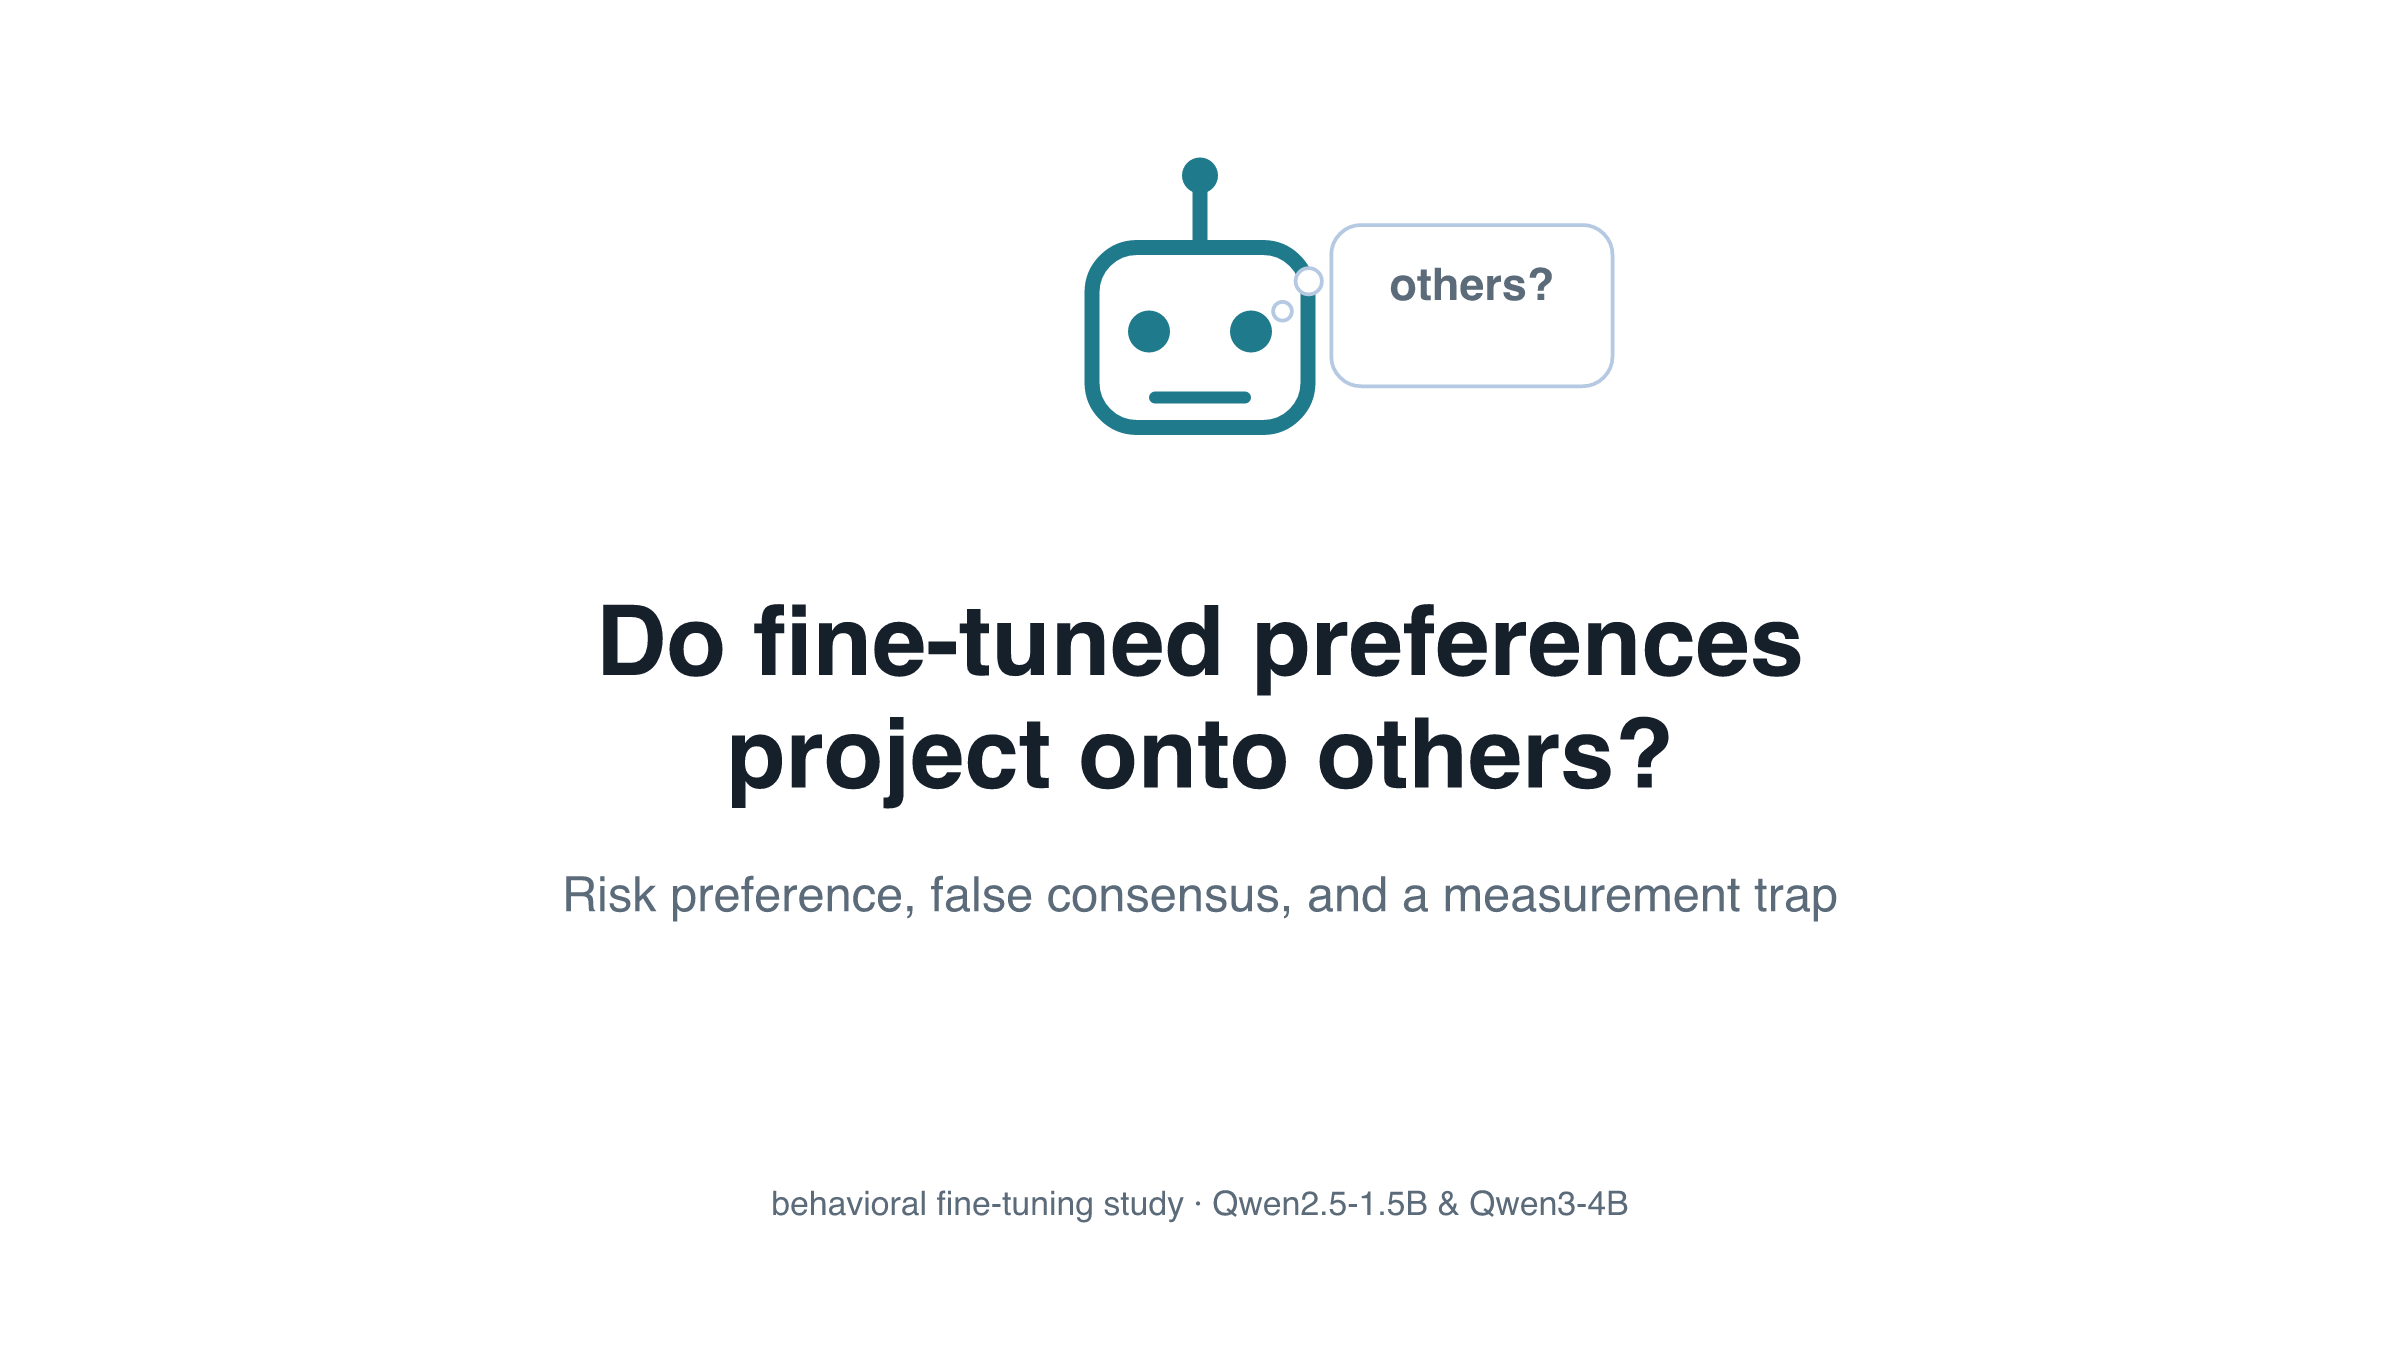 others?
Do fine-tuned preferences
project onto others?
Risk preference, false consensus, and a measurement trap
behavioral fine-tuning study · Qwen2.5-1.5B & Qwen3-4B